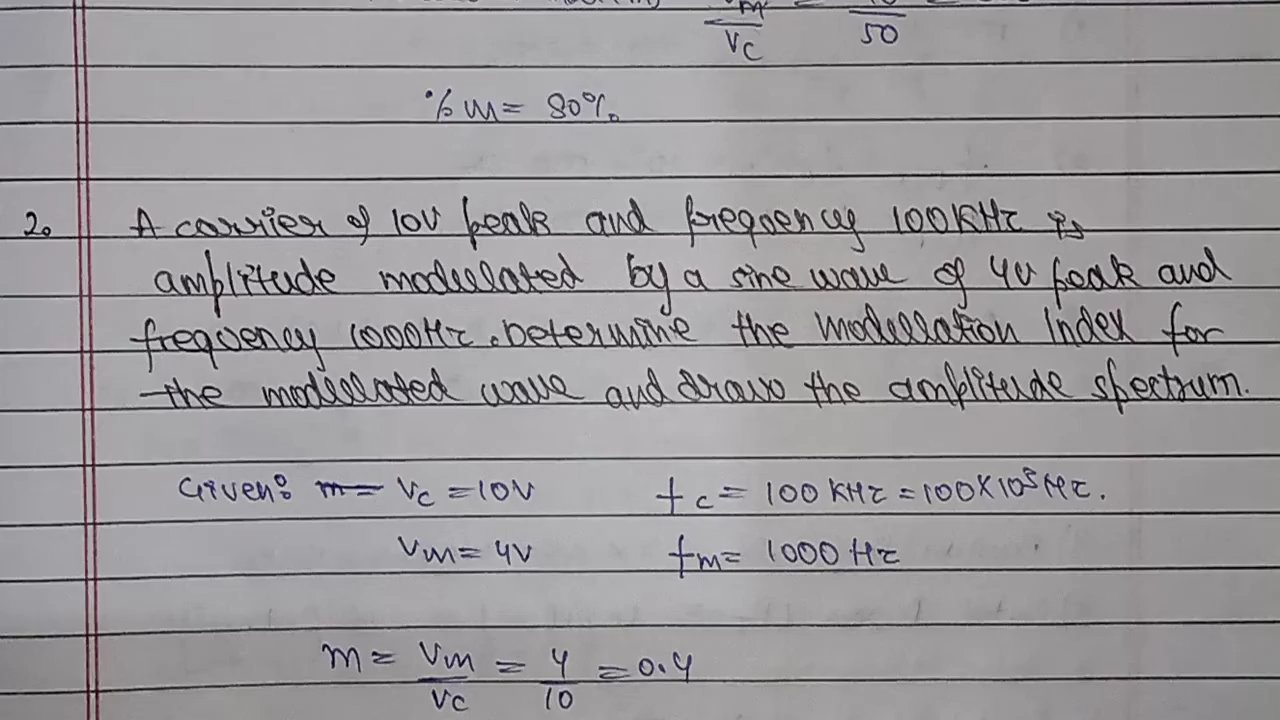 Vm
Vc
50
% m = 80%.
2. A carrier of 10V peak and frequency 100KHz is
amplitude modulated by a sine wave of 4v peak and
frequency 1000Hz. Determine the modulation Index for
the modulated wave and draw the amplitude spectrum.
Given: m= Vc = 10V fc = 100 KHz = 100X10³ Hz.
Vm = 4V fm = 1000 Hz
m = Vm/Vc = 4/10 = 0.4